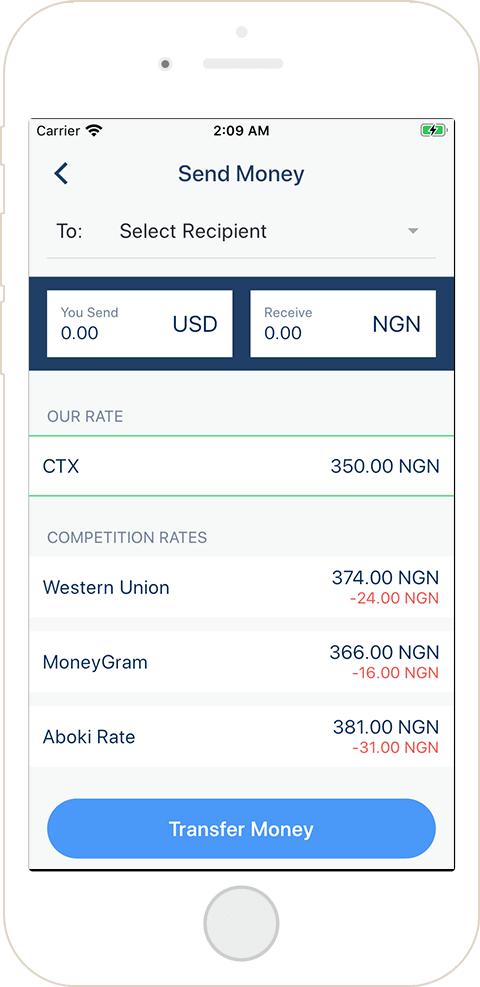 Carrier 2:09 AM
Send Money
To: Select Recipient
You Send
0.00 USD
Receive
0.00 NGN
OUR RATE
CTX 350.00 NGN
COMPETITION RATES
Western Union 374.00 NGN
-24.00 NGN
MoneyGram 366.00 NGN
-16.00 NGN
Aboki Rate 381.00 NGN
-31.00 NGN
Transfer Money